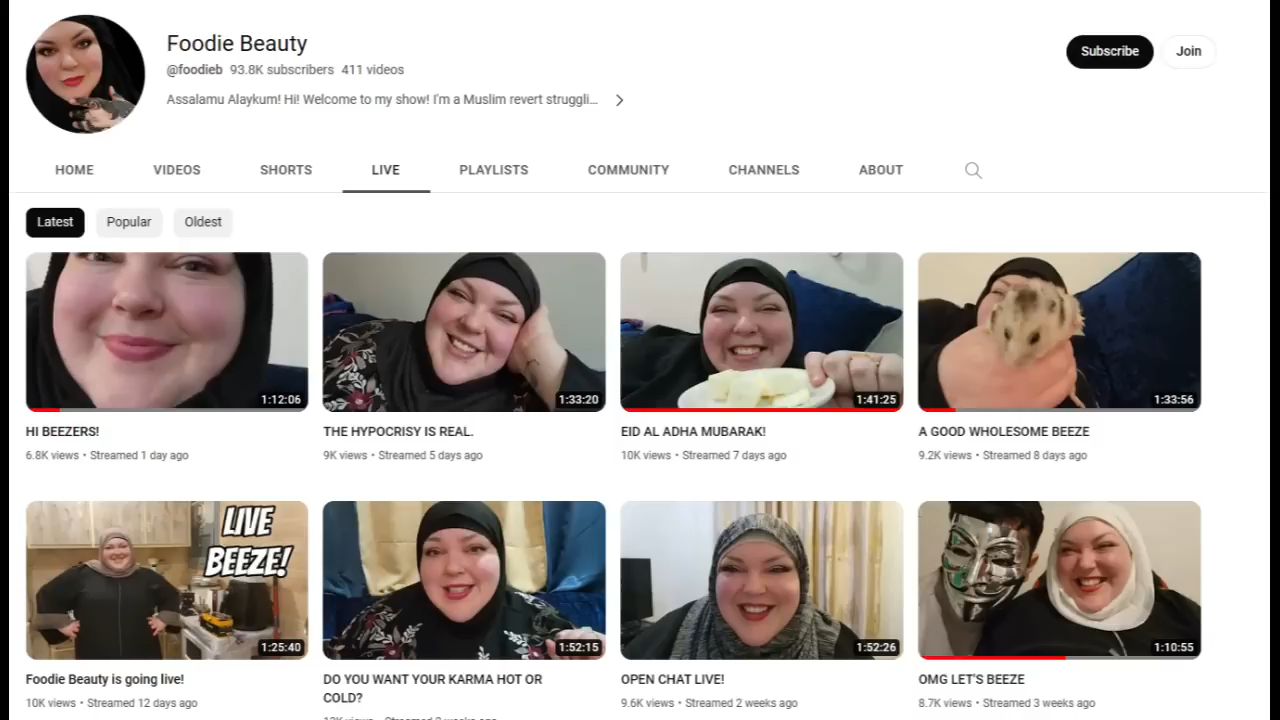 Foodie Beauty
@foodieb 93.8K subscribers 411 videos
Subscribe
Join
Assalamu Alaykum! Hi! Welcome to my show! I'm a Muslim revert struggli...
HOME VIDEOS SHORTS LIVE PLAYLISTS COMMUNITY CHANNELS ABOUT
Latest Popular Oldest
1:12:06
1:33:20
1:41:25
1:33:56
HI BEEZERS!
6.8K views • Streamed 1 day ago
THE HYPOCRISY IS REAL.
9K views • Streamed 5 days ago
EID AL ADHA MUBARAK!
10K views • Streamed 7 days ago
A GOOD WHOLESOME BEEZE
9.2K views • Streamed 8 days ago
LIVE
BEEZE!
1:25:40
1:52:15
1:52:26
1:10:55
Foodie Beauty is going live!
10K views • Streamed 12 days ago
DO YOU WANT YOUR KARMA HOT OR
COLD?
OPEN CHAT LIVE!
9.6K views • Streamed 2 weeks ago
OMG LET'S BEEZE
8.7K views • Streamed 3 weeks ago